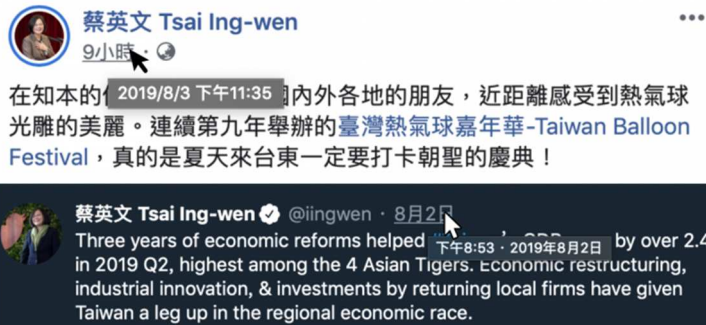 蔡英文 Tsai Ing-wen
9小時 ·
2019/8/3 下午11:35
在知本的 內外各地的朋友，近距離感受到熱氣球
光雕的美麗。連續第九年舉辦的臺灣熱氣球嘉年華-Taiwan Balloon
Festival，真的是夏天來台東一定要打卡朝聖的慶典！
蔡英文 Tsai Ing-wen @iingwen · 8月2日
下午8:53 · 2019年8月2日
Three years of economic reforms helped GDP by over 2.4
in 2019 Q2, highest among the 4 Asian Tigers. Economic restructuring,
industrial innovation, & investments by returning local firms have given
Taiwan a leg up in the regional economic race.